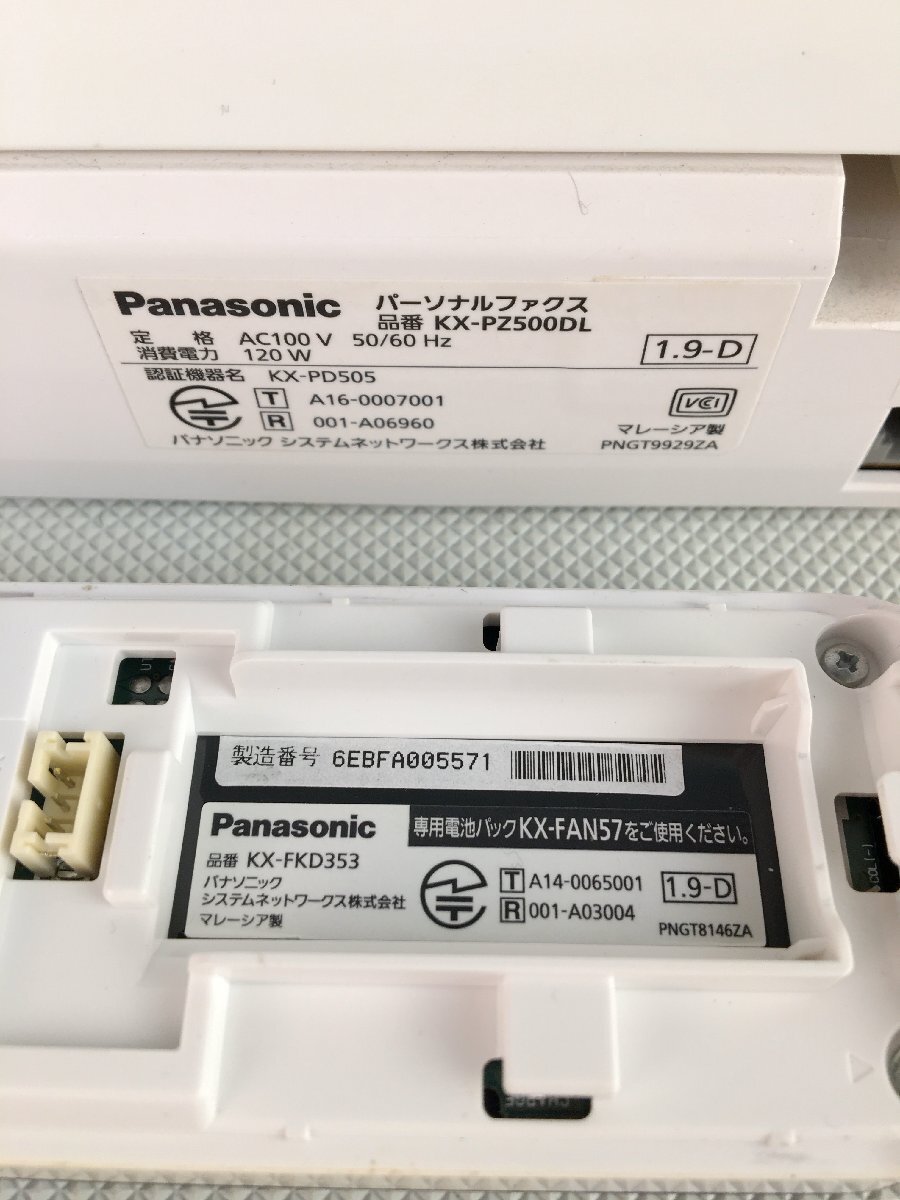 Panasonic パーソナルファクス
品番 KX-PZ500DL
定 格 AC100 V 50/60 Hz
消費電力 120 W
1.9-D
認証機器名 KX-PD505
T A16-0007001
R 001-A06960
VCCI
マレーシア製
パナソニック システムネットワークス株式会社 PNGT9929ZA
製造番号 6EBFA005571
Panasonic
専用電池パックKX-FAN57をご使用ください。
品番 KX-FKD353
パナソニック
システムネットワークス株式会社
マレーシア製
T A14-0065001
R 001-A03004
1.9-D
PNGT8146ZA
COL(-)
CHARGE